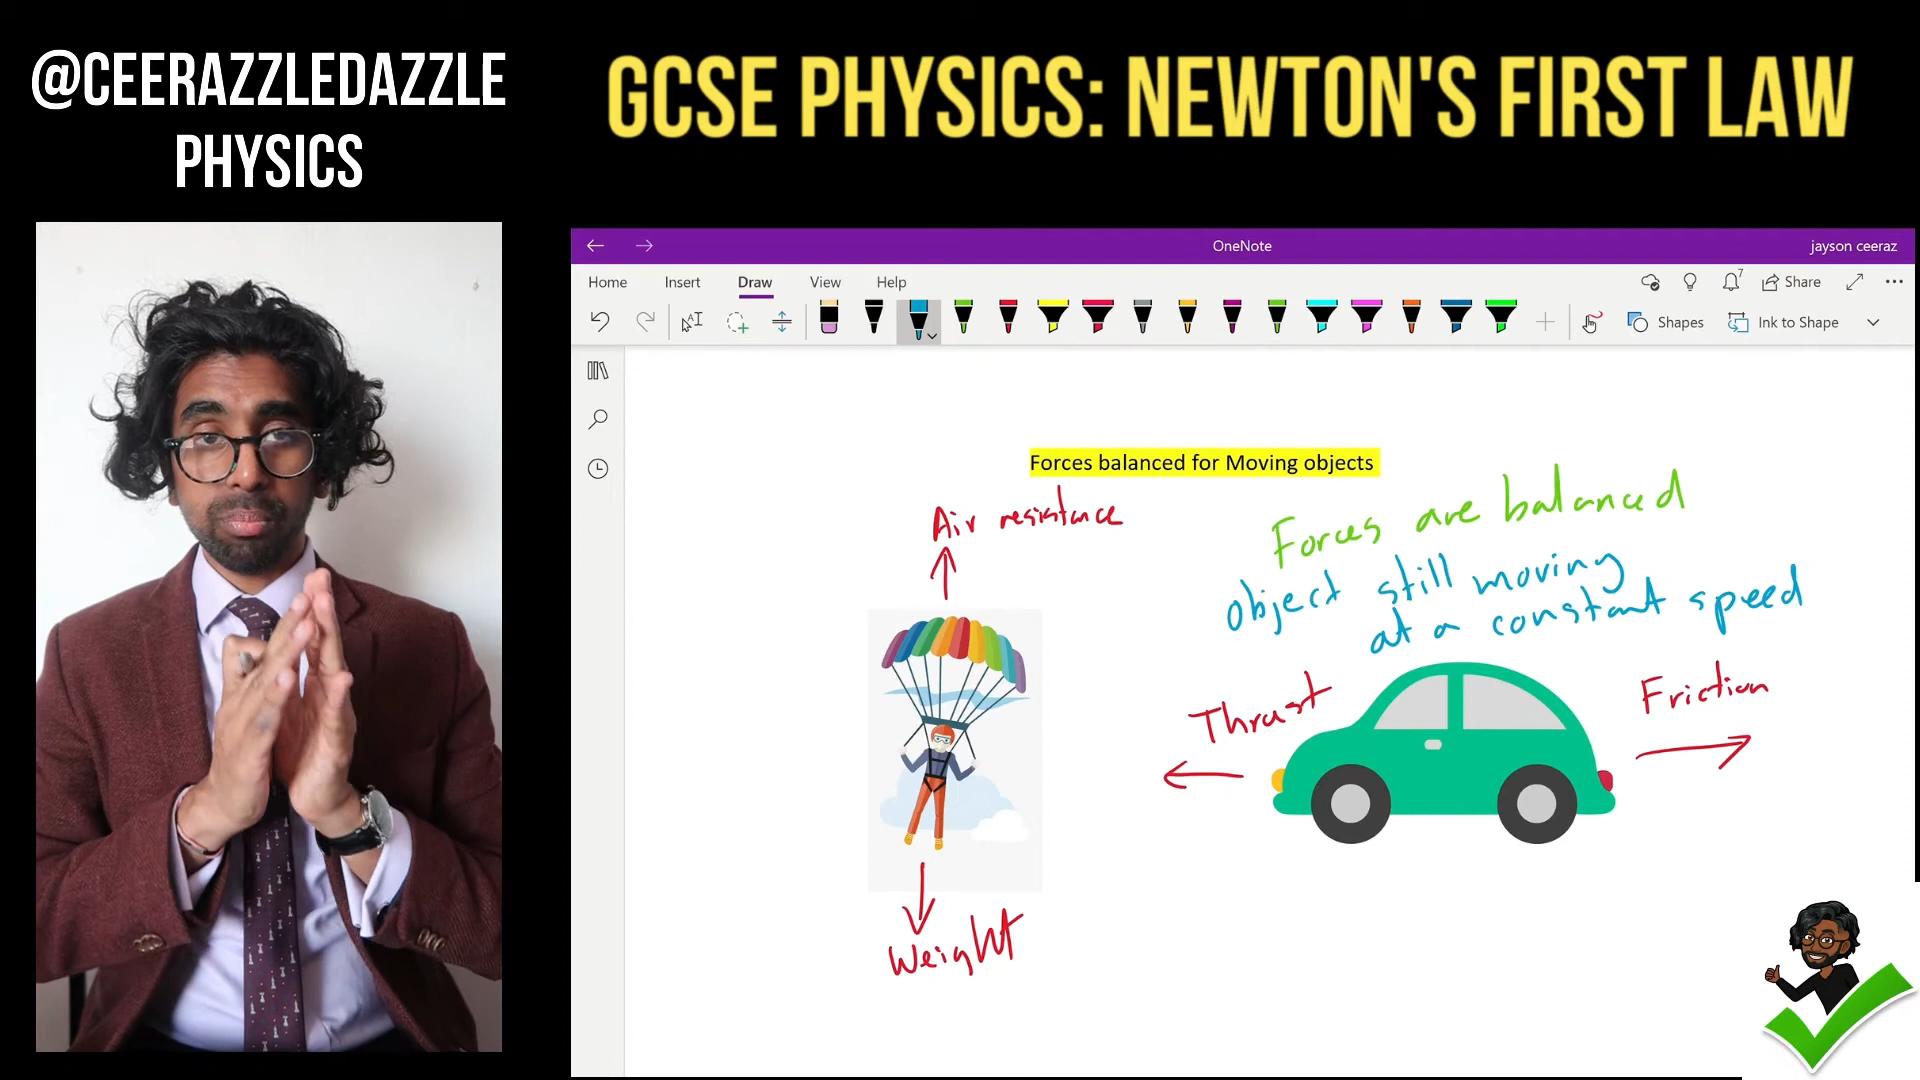 @CEERAZZLEDAZZLE
PHYSICS
GCSE PHYSICS: NEWTON'S FIRST LAW
OneNote
jayson ceeraz
Home Insert Draw View Help
7 Share
Shapes Ink to Shape
Forces balanced for Moving objects
Air resistance
Forces are balanced
object still moving
at a constant speed
Thrust
Friction
Weight